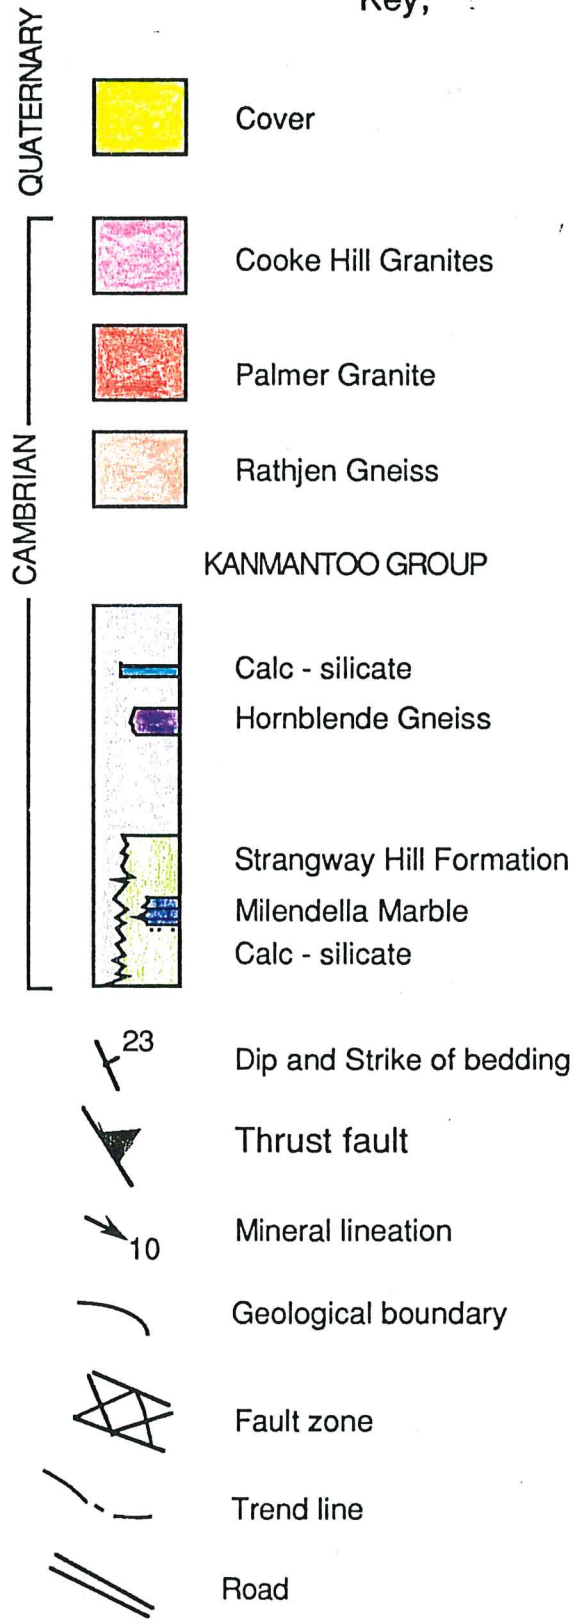 Key;
QUATERNARY
Cover
CAMBRIAN
Cooke Hill Granites
Palmer Granite
Rathjen Gneiss
KANMANTOO GROUP
Calc - silicate
Hornblende Gneiss
Strangway Hill Formation
Milendella Marble
Calc - silicate
23
Dip and Strike of bedding
Thrust fault
10
Mineral lineation
Geological boundary
Fault zone
Trend line
Road